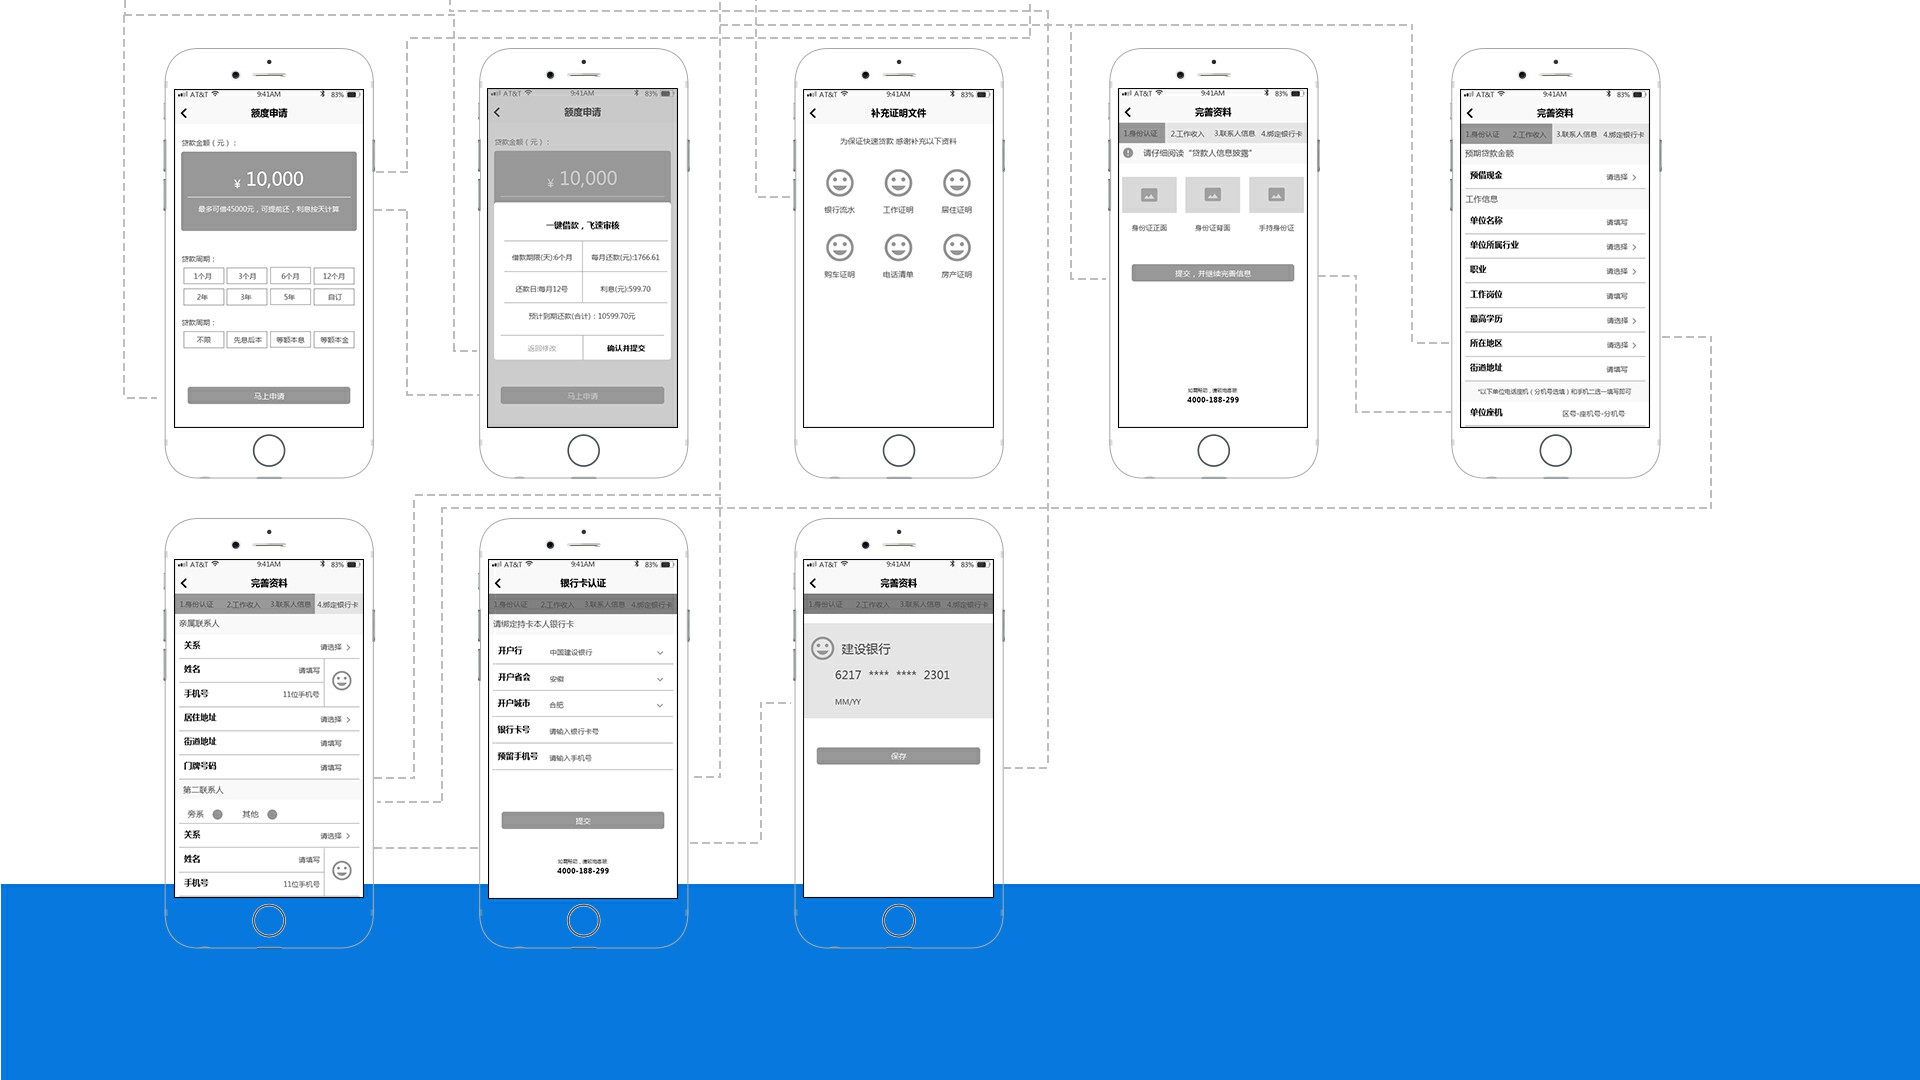 AT&T 9:41AM 83%
额度申请
贷款金额(元):
¥ 10,000
最多可借45000元,可提前还,利息按天计算
贷款周期:
1个月 3个月 6个月 12个月
2年 3年 5年 自订
贷款周期:
不限 先息后本 等额本息 等额本金
马上申请
AT&T 9:41AM 83%
额度申请
贷款金额(元):
¥ 10,000
一键借款,飞速审核
借款期限(天):6个月 每月还款(元):1766.61
还款日:每月12号 利息(元):599.70
预计到期还款(合计):10599.70元
返回修改 确认并提交
马上申请
AT&T 9:41AM 83%
补充证明文件
为保证快速贷款 感谢补充以下资料
银行流水 工作证明 居住证明
购车证明 电话清单 房产证明
AT&T 9:41AM 83%
完善资料
1.身份认证 2.工作收入 3.联系人信息 4.绑定银行卡
请仔细阅读“贷款人信息披露”
身份证正面 身份证背面 手持身份证
提交,并继续完善信息
4000-188-299
AT&T 9:41AM 83%
完善资料
1.身份认证 2.工作收入 3.联系人信息 4.绑定银行卡
预期贷款金额
预借现金 请选择
工作信息
单位名称 请填写
单位所属行业 请选择
职业 请选择
工作岗位 请填写
最高学历 请选择
所在地区 请选择
街道地址 请填写
*以下单位电话座机(分机号选填)和手机二选一填写即可
单位座机 区号-座机号-分机号
AT&T 9:41AM 83%
完善资料
1.身份认证 2.工作收入 3.联系人信息 4.绑定银行卡
亲属联系人
关系 请选择
姓名 请填写
手机号 11位手机号
居住地址 请选择
街道地址 请填写
门牌号码 请填写
第二联系人
旁系 其他
关系 请选择
姓名 请填写
手机号 11位手机号
AT&T 9:41AM 83%
银行卡认证
1.身份认证 2.工作收入 3.联系人信息 4.绑定银行卡
请绑定持卡本人银行卡
开户行 中国建设银行
开户省会 安徽
开户城市 合肥
银行卡号 请输入银行卡号
预留手机号 请输入手机号
提交
4000-188-299
AT&T 9:41AM 83%
完善资料
1.身份认证 2.工作收入 3.联系人信息 4.绑定银行卡
建设银行
6217 **** **** 2301
MM/YY
保存